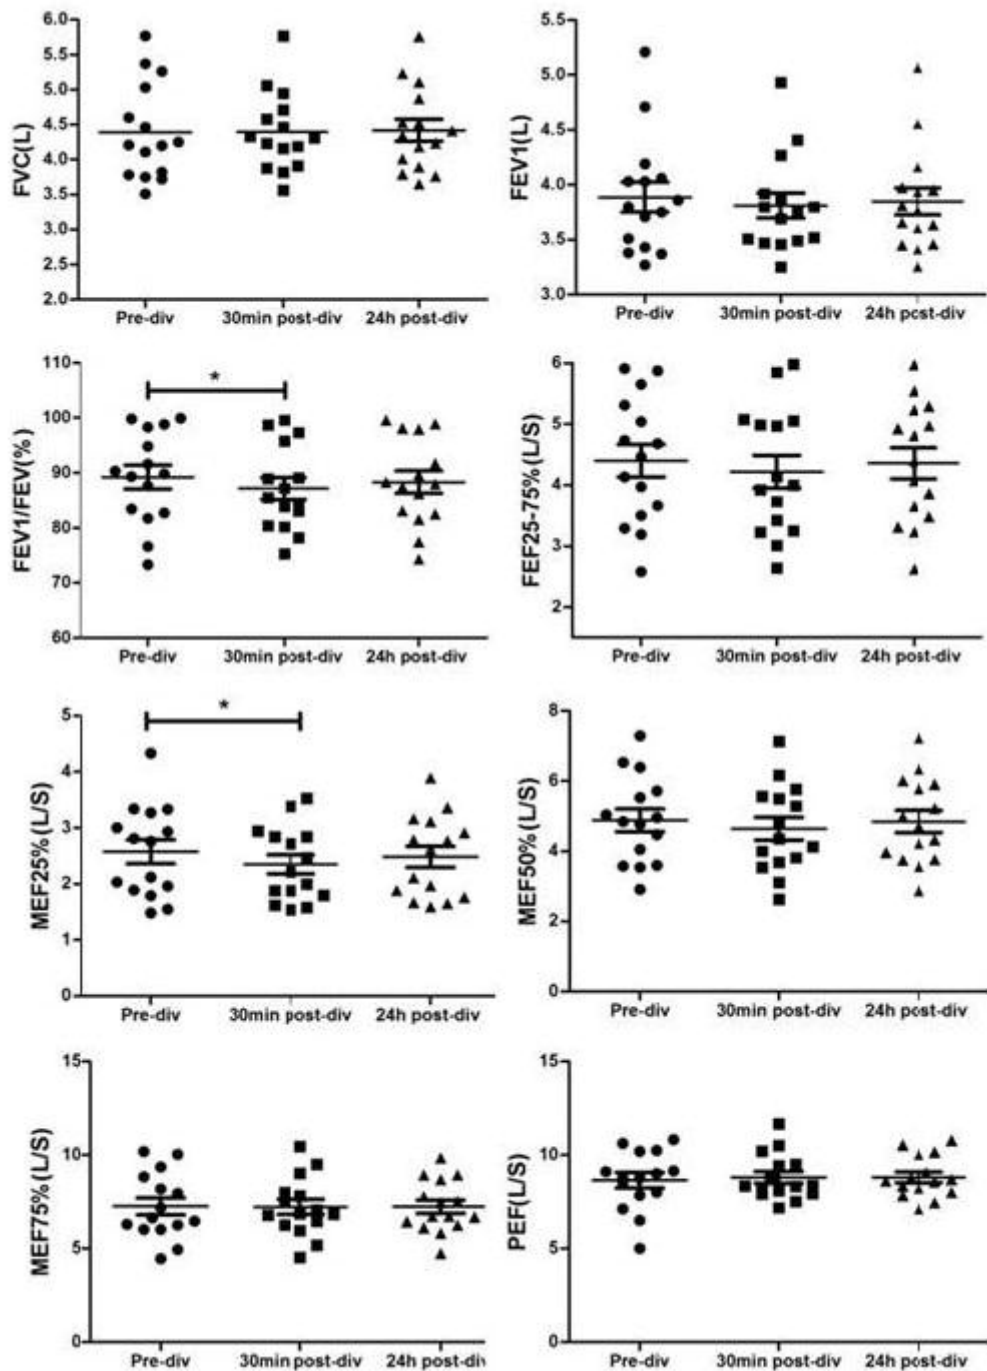 FVC(L)
6.0
5.5
5.0
4.5
4.0
3.5
3.0
2.5
2.0
Pre-div 30min post-div 24h post-div
FEV1(L)
5.5
5.0
4.5
4.0
3.5
3.0
Pre-div 30min post-div 24h pcst-div
FEV1/FEV(%)
110
100
90
80
70
60
*
Pre-div 30min post-div 24h post-div
FEF25-75%(L/S)
6
5
4
3
2
Pre-div 30min post-div 24h post-div
MEF25%(L/S)
5
4
3
2
1
0
*
Pre-div 30min post-div 24h post-div
MEF50%(L/S)
8
6
4
2
0
Pre-div 30min post-div 24h post-div
MEF75%(L/S)
15
10
5
0
Pre-div 30min post-div 24h post-div
PEF(L/S)
15
10
5
0
Pre-div 30min post-div 24h post-div